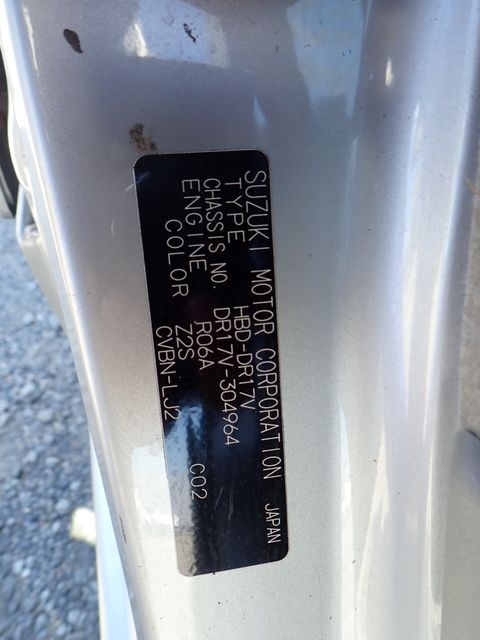 SUZUKI MOTOR CORPORATION JAPAN
TYPE HBD-DR17V
CHASSIS NO. DR17V-304964
ENGINE R06A
COLOR Z2S C02
CVBN-LJ2